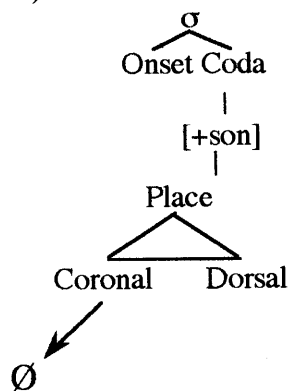 )
σ
Onset Coda
[+son]
Place
Coronal Dorsal
Ø